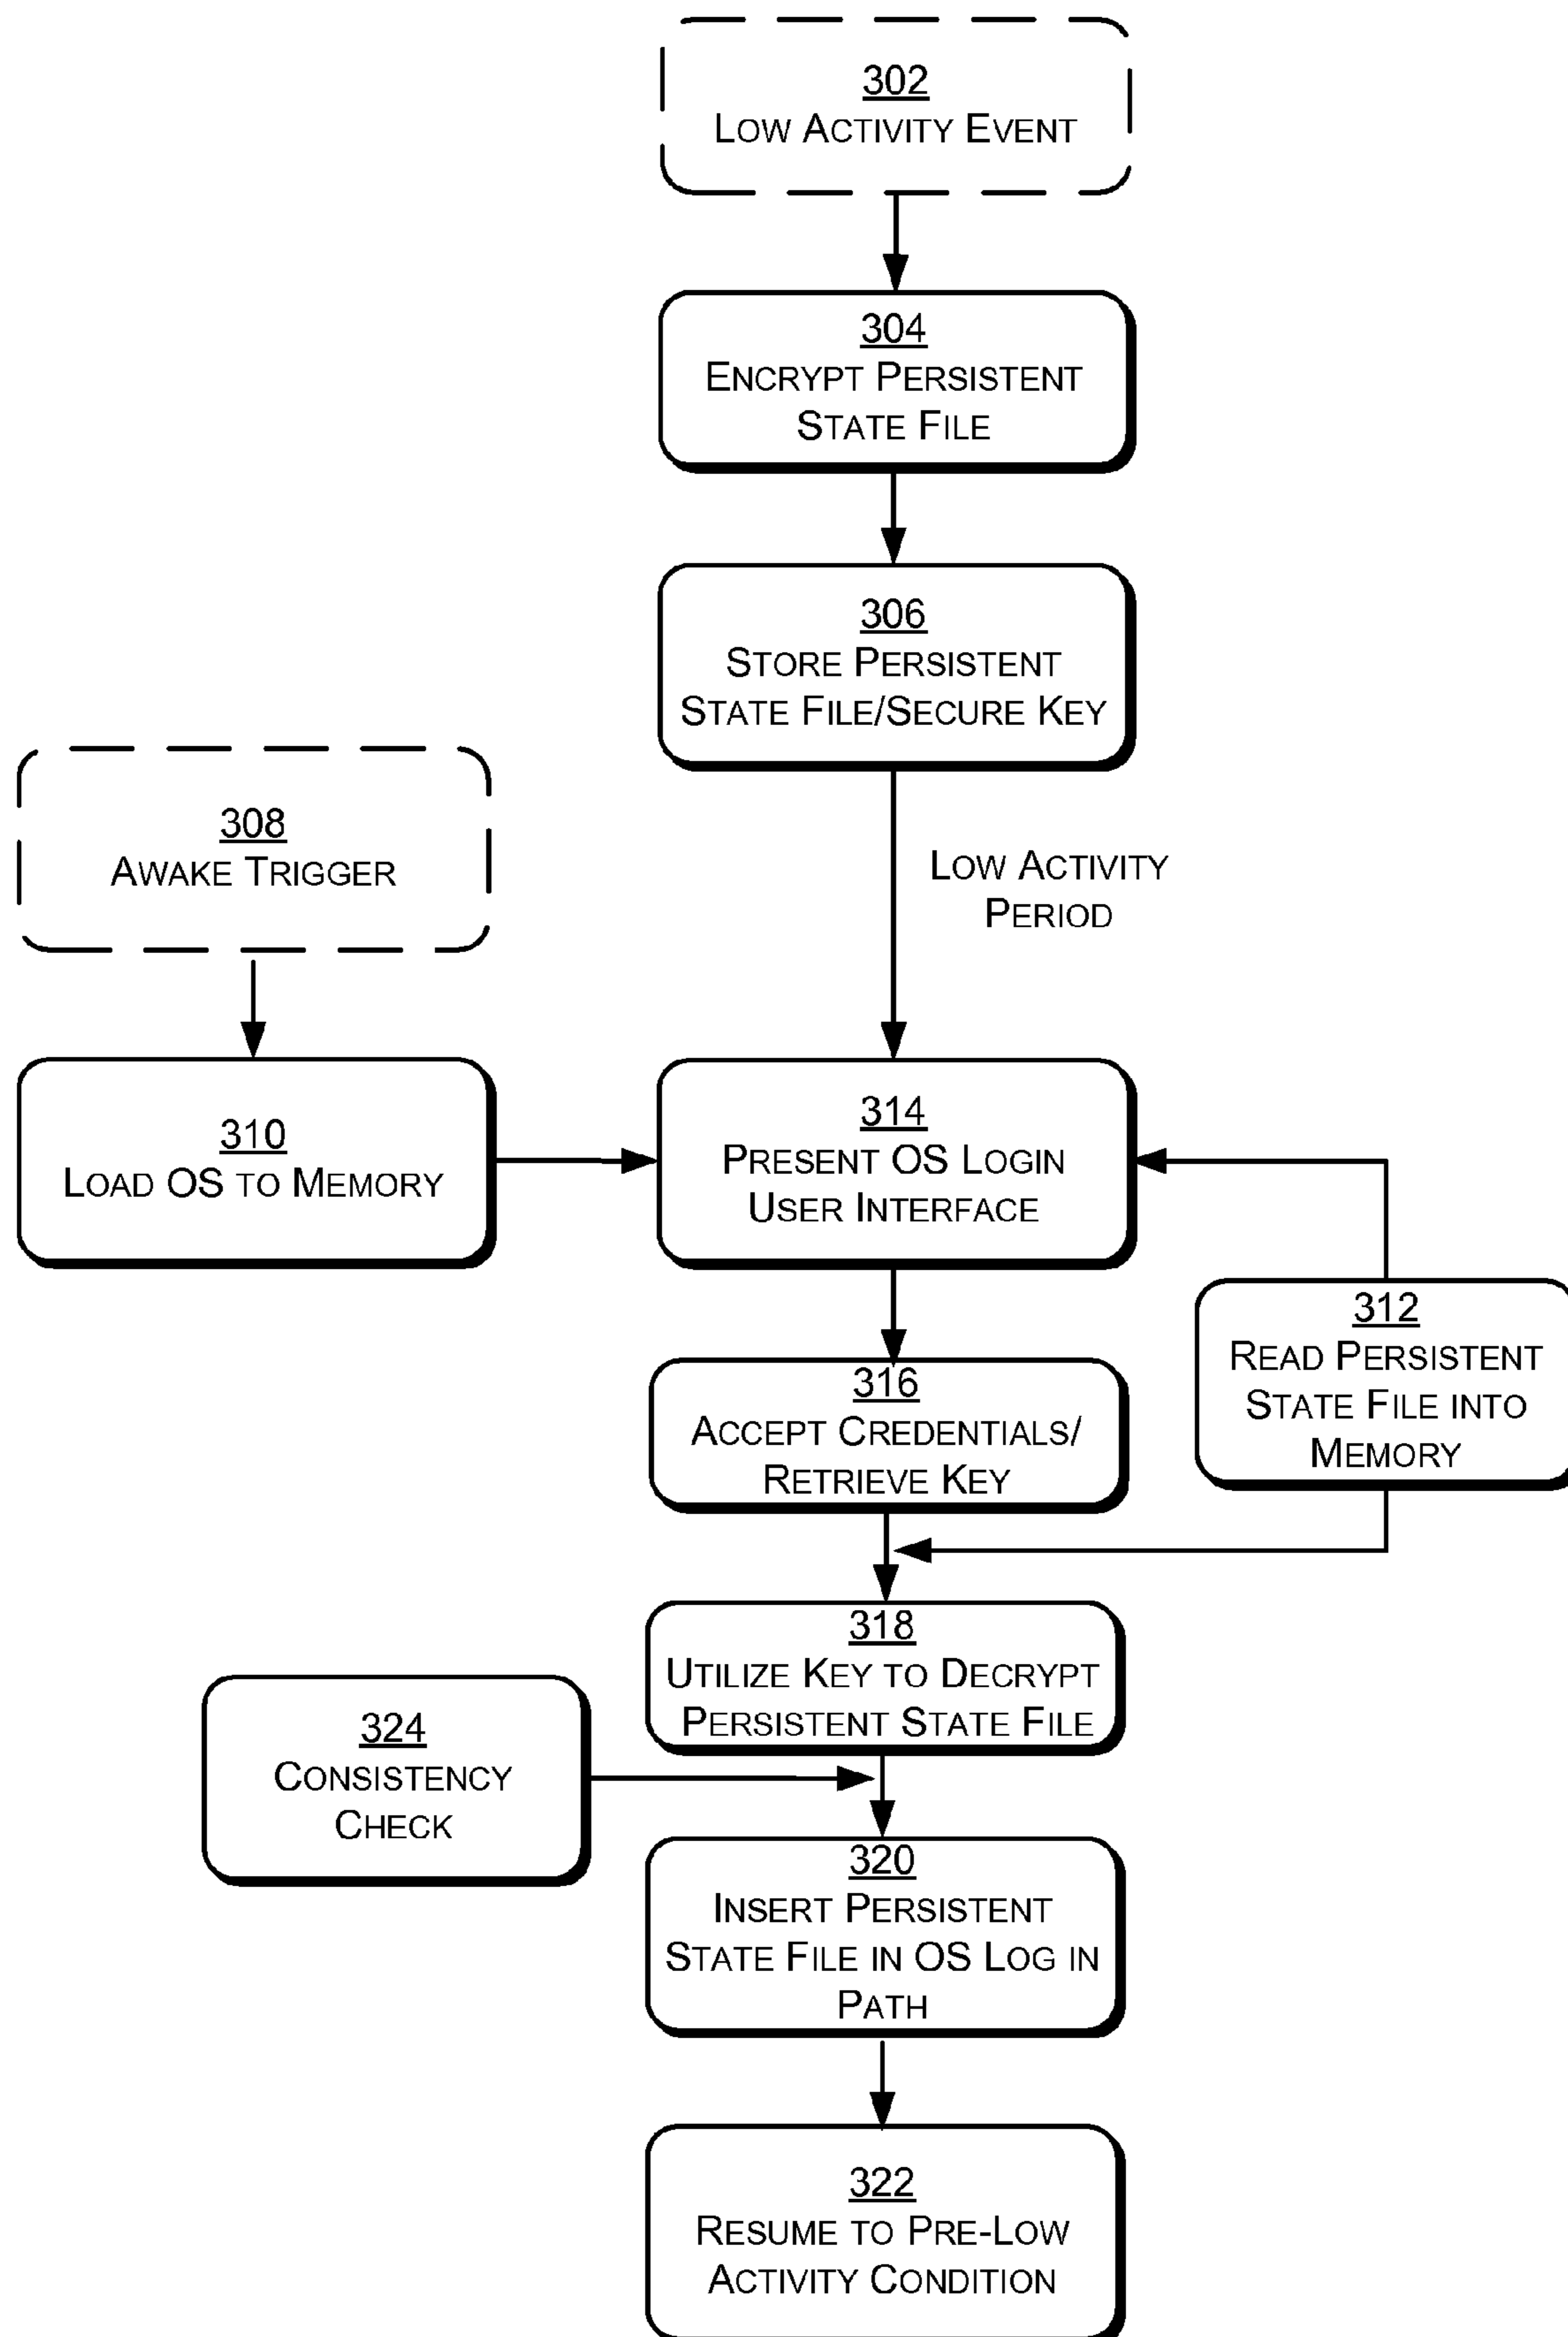 302
LOW ACTIVITY EVENT
304
ENCRYPT PERSISTENT
STATE FILE
306
STORE PERSISTENT
STATE FILE/SECURE KEY
308
AWAKE TRIGGER
LOW ACTIVITY
PERIOD
310
LOAD OS TO MEMORY
314
PRESENT OS LOGIN
USER INTERFACE
312
READ PERSISTENT
STATE FILE INTO
MEMORY
316
ACCEPT CREDENTIALS/
RETRIEVE KEY
318
UTILIZE KEY TO DECRYPT
PERSISTENT STATE FILE
324
CONSISTENCY
CHECK
320
INSERT PERSISTENT
STATE FILE IN OS LOG IN
PATH
322
RESUME TO PRE-LOW
ACTIVITY CONDITION